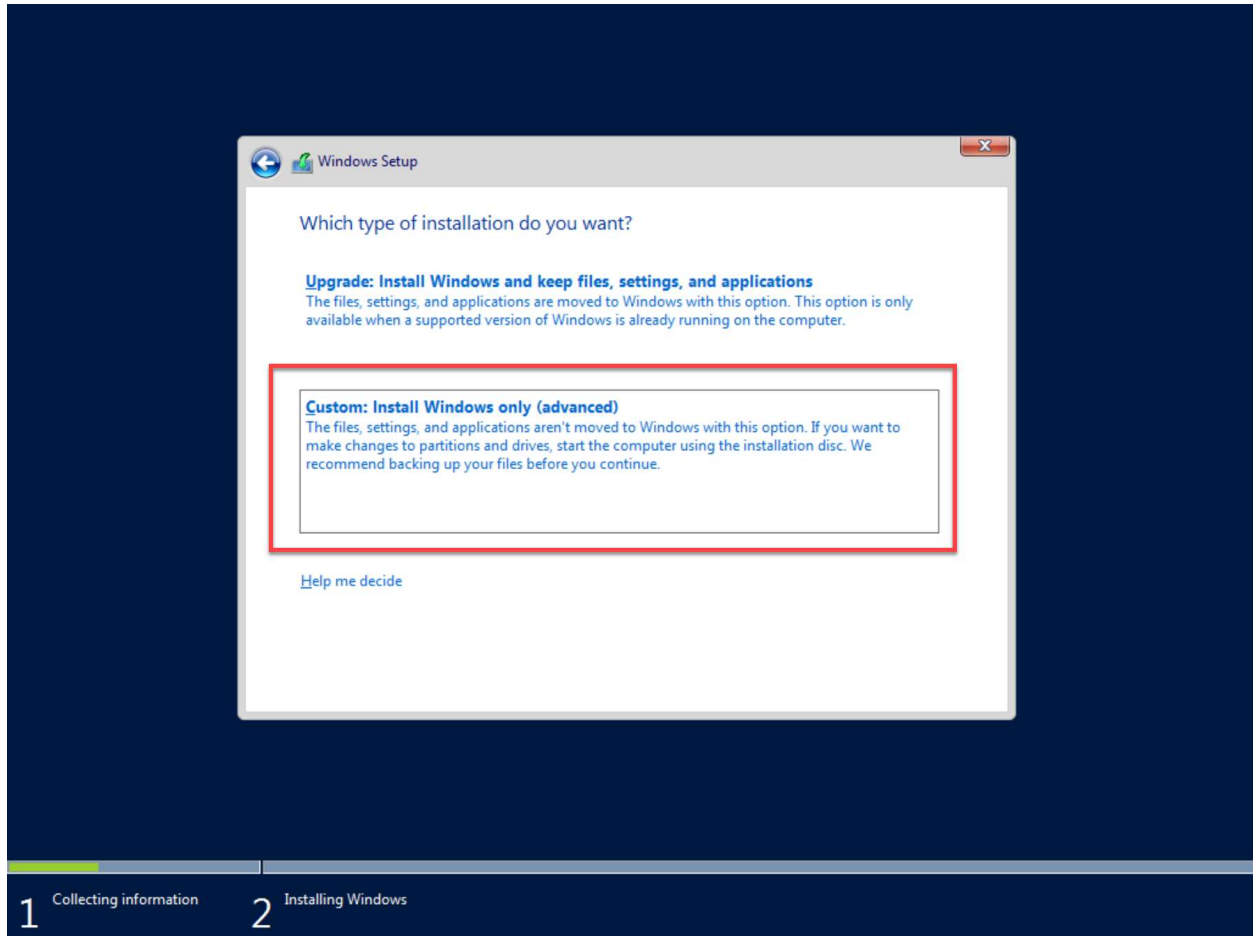 Windows Setup
Which type of installation do you want?
Upgrade: Install Windows and keep files, settings, and applications
The files, settings, and applications are moved to Windows with this option. This option is only
available when a supported version of Windows is already running on the computer.
Custom: Install Windows only (advanced)
The files, settings, and applications aren't moved to Windows with this option. If you want to
make changes to partitions and drives, start the computer using the installation disc. We
recommend backing up your files before you continue.
Help me decide
1 Collecting information
2 Installing Windows